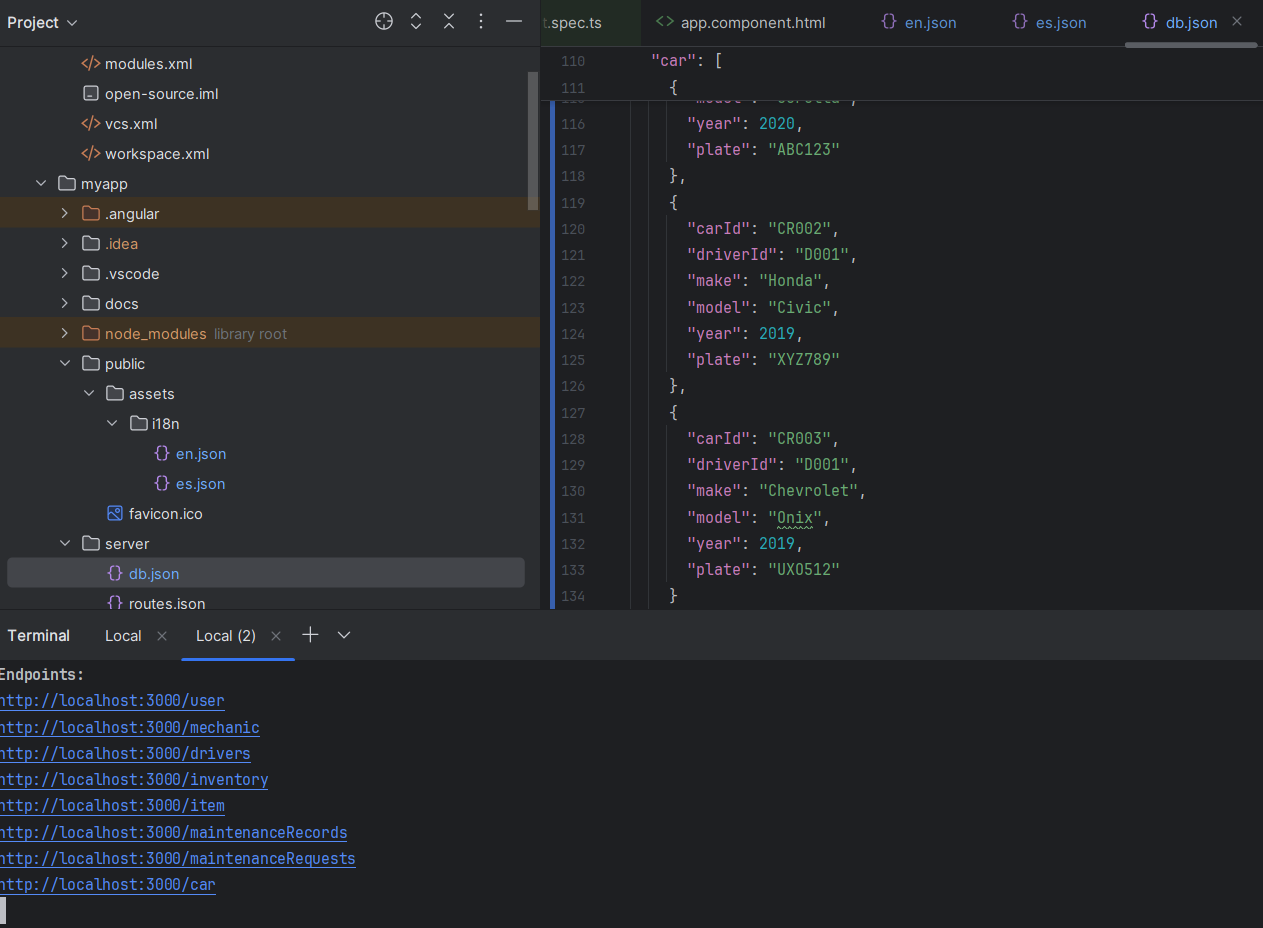 Project
modules.xml
open-source.iml
vcs.xml
workspace.xml
myapp
.angular
.idea
.vscode
docs
node_modules library root
public
assets
i18n
en.json
es.json
favicon.ico
server
db.json
routes.json
t.spec.ts
<> app.component.html
{} en.json
{} es.json
{} db.json
110 "car": [
111 {
116 "year": 2020,
117 "plate": "ABC123"
118 },
119 {
120 "carId": "CR002",
121 "driverId": "D001",
122 "make": "Honda",
123 "model": "Civic",
124 "year": 2019,
125 "plate": "XYZ789"
126 },
127 {
128 "carId": "CR003",
129 "driverId": "D001",
130 "make": "Chevrolet",
131 "model": "Onix",
132 "year": 2019,
133 "plate": "UXO512"
134 }
Terminal Local Local (2)
Endpoints:
http://localhost:3000/user
http://localhost:3000/mechanic
http://localhost:3000/drivers
http://localhost:3000/inventory
http://localhost:3000/item
http://localhost:3000/maintenanceRecords
http://localhost:3000/maintenanceRequests
http://localhost:3000/car